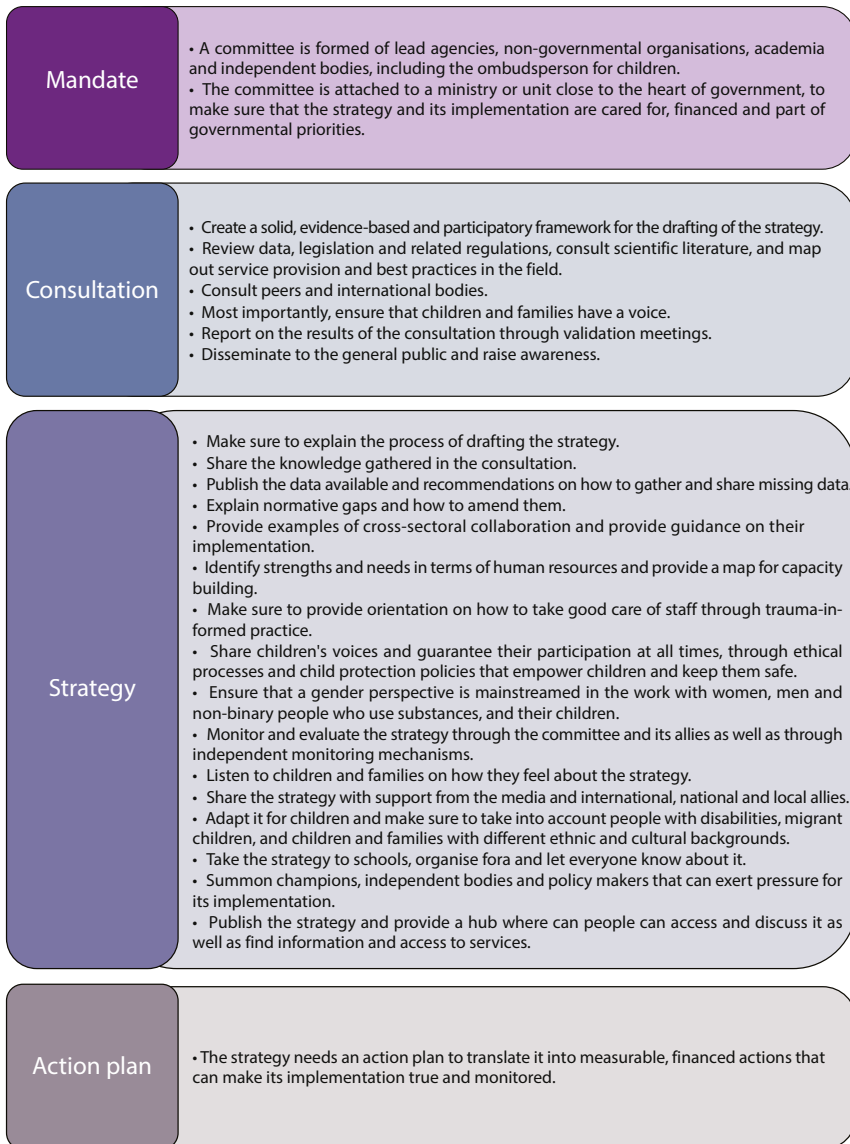 Mandate
• A committee is formed of lead agencies, non-governmental organisations, academia
and independent bodies, including the ombudsperson for children.
• The committee is attached to a ministry or unit close to the heart of government, to
make sure that the strategy and its implementation are cared for, financed and part of
governmental priorities.
Consultation
• Create a solid, evidence-based and participatory framework for the drafting of the strategy.
• Review data, legislation and related regulations, consult scientific literature, and map
out service provision and best practices in the field.
• Consult peers and international bodies.
• Most importantly, ensure that children and families have a voice.
• Report on the results of the consultation through validation meetings.
• Disseminate to the general public and raise awareness.
Strategy
• Make sure to explain the process of drafting the strategy.
• Share the knowledge gathered in the consultation.
• Publish the data available and recommendations on how to gather and share missing data.
• Explain normative gaps and how to amend them.
• Provide examples of cross-sectoral collaboration and provide guidance on their
implementation.
• Identify strengths and needs in terms of human resources and provide a map for capacity
building.
• Make sure to provide orientation on how to take good care of staff through trauma-in-
formed practice.
• Share children's voices and guarantee their participation at all times, through ethical
processes and child protection policies that empower children and keep them safe.
• Ensure that a gender perspective is mainstreamed in the work with women, men and
non-binary people who use substances, and their children.
• Monitor and evaluate the strategy through the committee and its allies as well as through
independent monitoring mechanisms.
• Listen to children and families on how they feel about the strategy.
• Share the strategy with support from the media and international, national and local allies.
• Adapt it for children and make sure to take into account people with disabilities, migrant
children, and children and families with different ethnic and cultural backgrounds.
• Take the strategy to schools, organise fora and let everyone know about it.
• Summon champions, independent bodies and policy makers that can exert pressure for
its implementation.
• Publish the strategy and provide a hub where can people can access and discuss it as
well as find information and access to services.
Action plan
• The strategy needs an action plan to translate it into measurable, financed actions that
can make its implementation true and monitored.